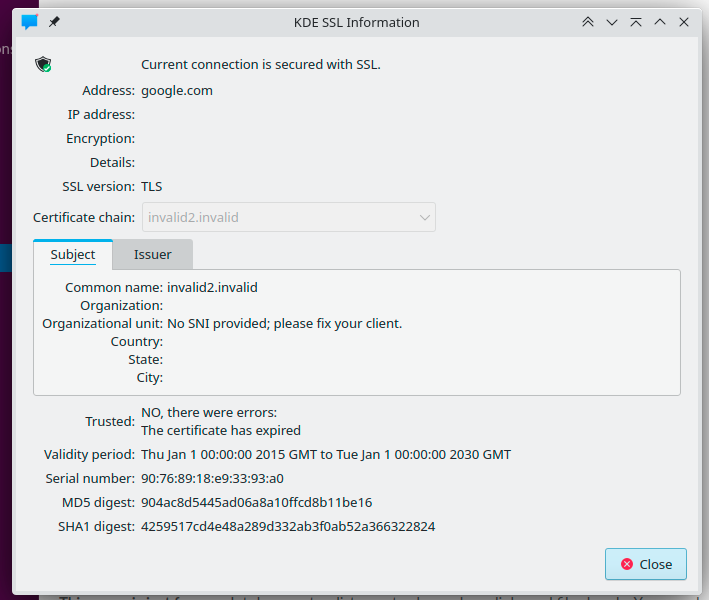 KDE SSL Information
Current connection is secured with SSL.
Address: google.com
IP address:
Encryption:
Details:
SSL version: TLS
Certificate chain: invalid2.invalid
Subject Issuer
Common name: invalid2.invalid
Organization:
Organizational unit: No SNI provided; please fix your client.
Country:
State:
City:
Trusted: NO, there were errors:
The certificate has expired
Validity period: Thu Jan 1 00:00:00 2015 GMT to Tue Jan 1 00:00:00 2030 GMT
Serial number: 90:76:89:18:e9:33:93:a0
MD5 digest: 904ac8d5445ad06a8a10ffcd8b11be16
SHA1 digest: 4259517cd4e48a289d332ab3f0ab52a366322824
Close